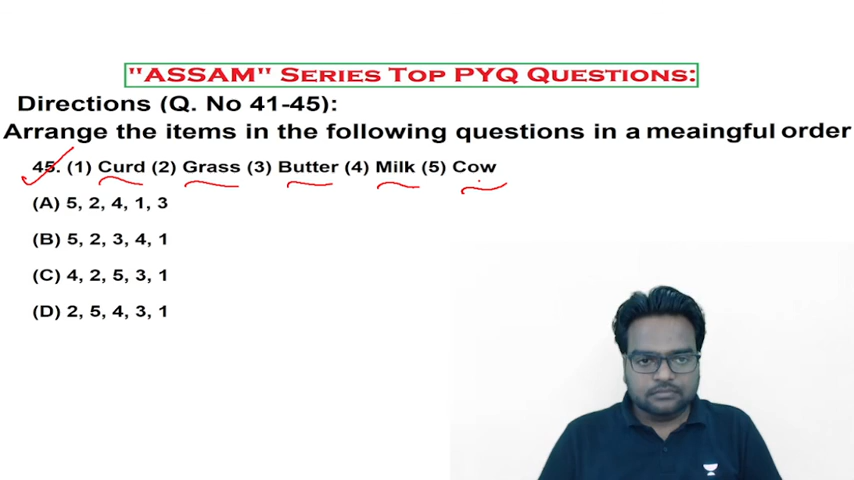 "ASSAM" Series Top PYQ Questions:
Directions (Q. No 41-45):
Arrange the items in the following questions in a meaingful order
45. (1) Curd (2) Grass (3) Butter (4) Milk (5) Cow
(A) 5, 2, 4, 1, 3
(B) 5, 2, 3, 4, 1
(C) 4, 2, 5, 3, 1
(D) 2, 5, 4, 3, 1